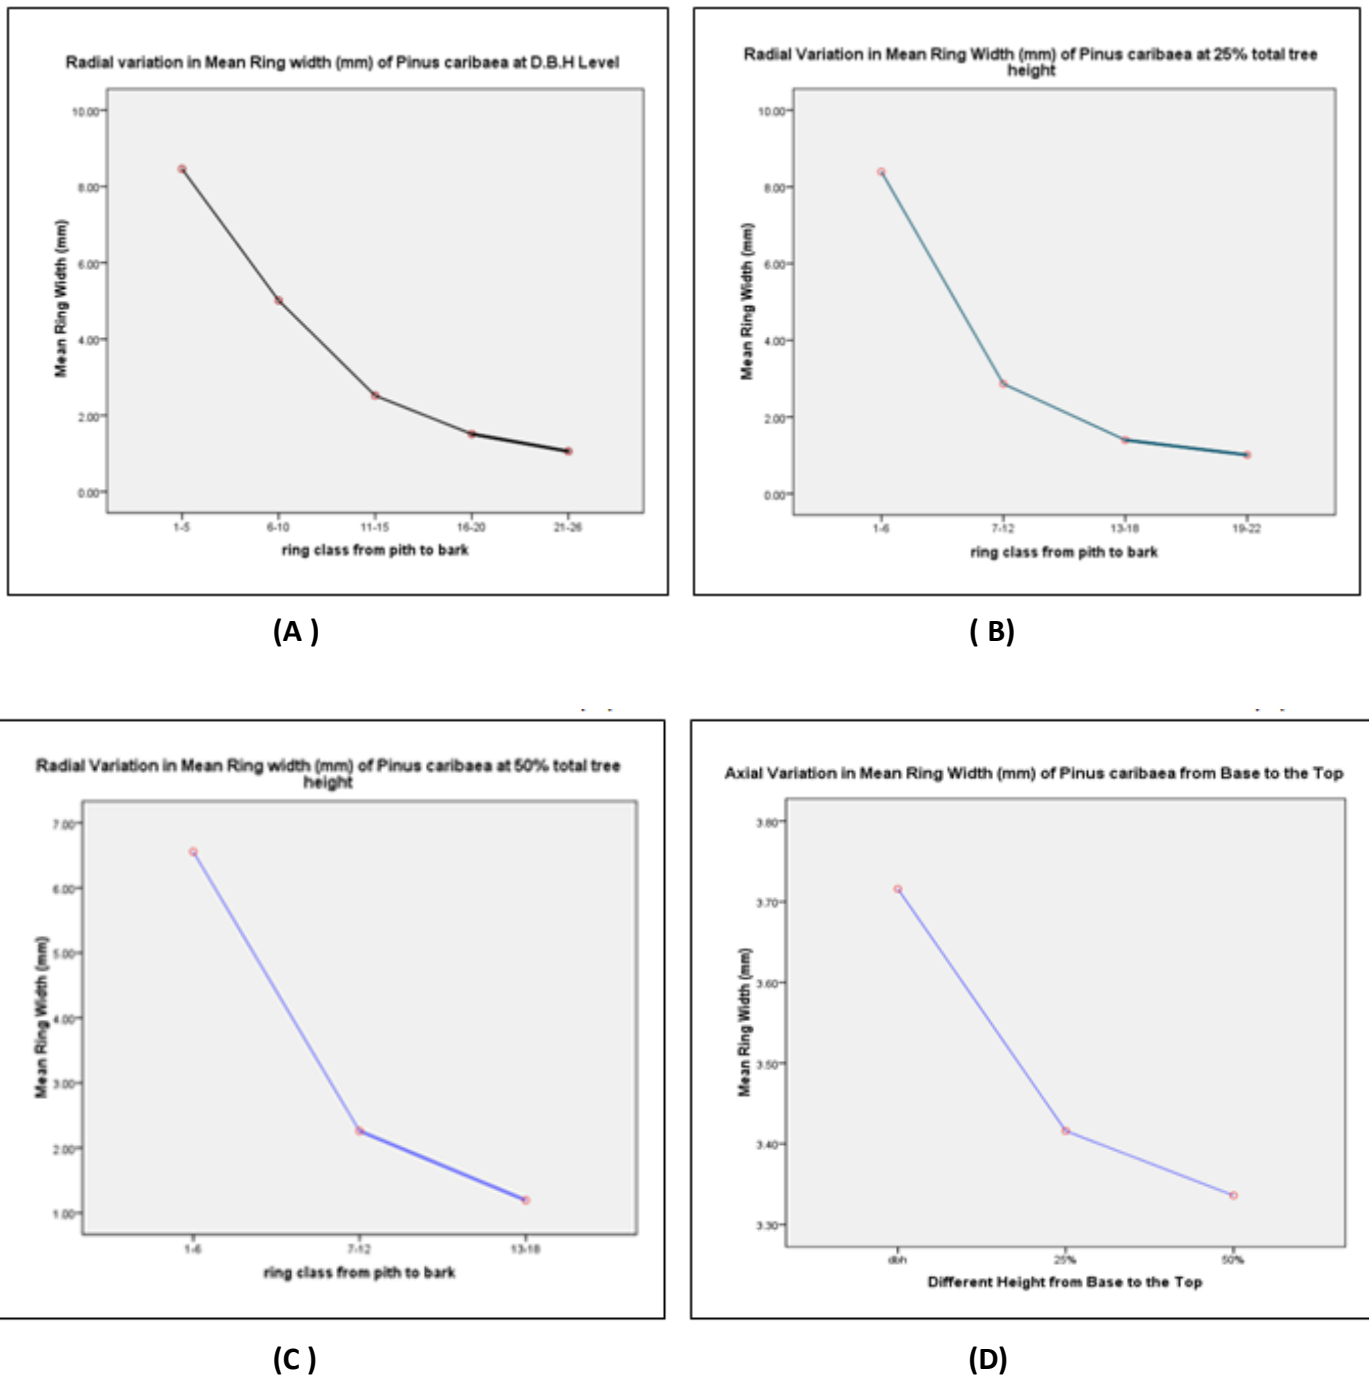 Radial variation in Mean Ring width (mm) of Pinus caribaea at D.B.H Level
10.00
8.00
6.00
4.00
2.00
0.00
Mean Ring Width (mm)
1-5 6-10 11-15 16-20 21-26
ring class from pith to bark
(A )
Radial Variation in Mean Ring Width (mm) of Pinus caribaea at 25% total tree
height
10.00
8.00
6.00
4.00
2.00
0.00
Mean Ring Width (mm)
1-6 7-12 13-18 19-22
ring class from pith to bark
( B)
Radial Variation in Mean Ring width (mm) of Pinus caribaea at 50% total tree
height
7.00
6.00
5.00
4.00
3.00
2.00
1.00
Mean Ring Width (mm)
1-6 7-12 13-18
ring class from pith to bark
(C )
Axial Variation in Mean Ring Width (mm) of Pinus caribaea from Base to the Top
3.80
3.70
3.60
3.50
3.40
3.30
Mean Ring Width (mm)
dbh 25% 50%
Different Height from Base to the Top
(D)